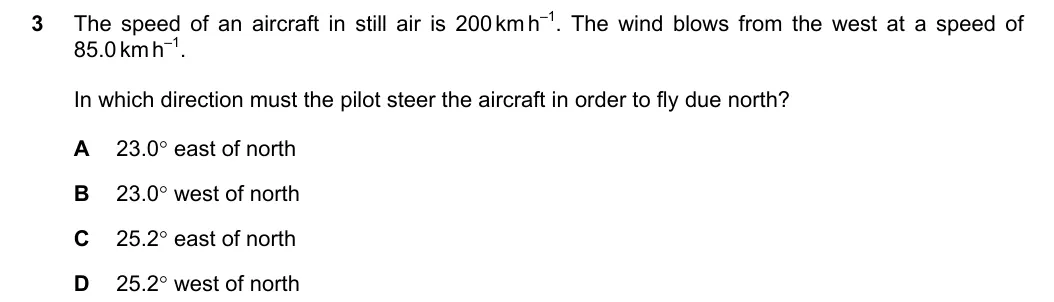 3 The speed of an aircraft in still air is 200 km h⁻¹. The wind blows from the west at a speed of
85.0 km h⁻¹.
In which direction must the pilot steer the aircraft in order to fly due north?
A 23.0° east of north
B 23.0° west of north
C 25.2° east of north
D 25.2° west of north